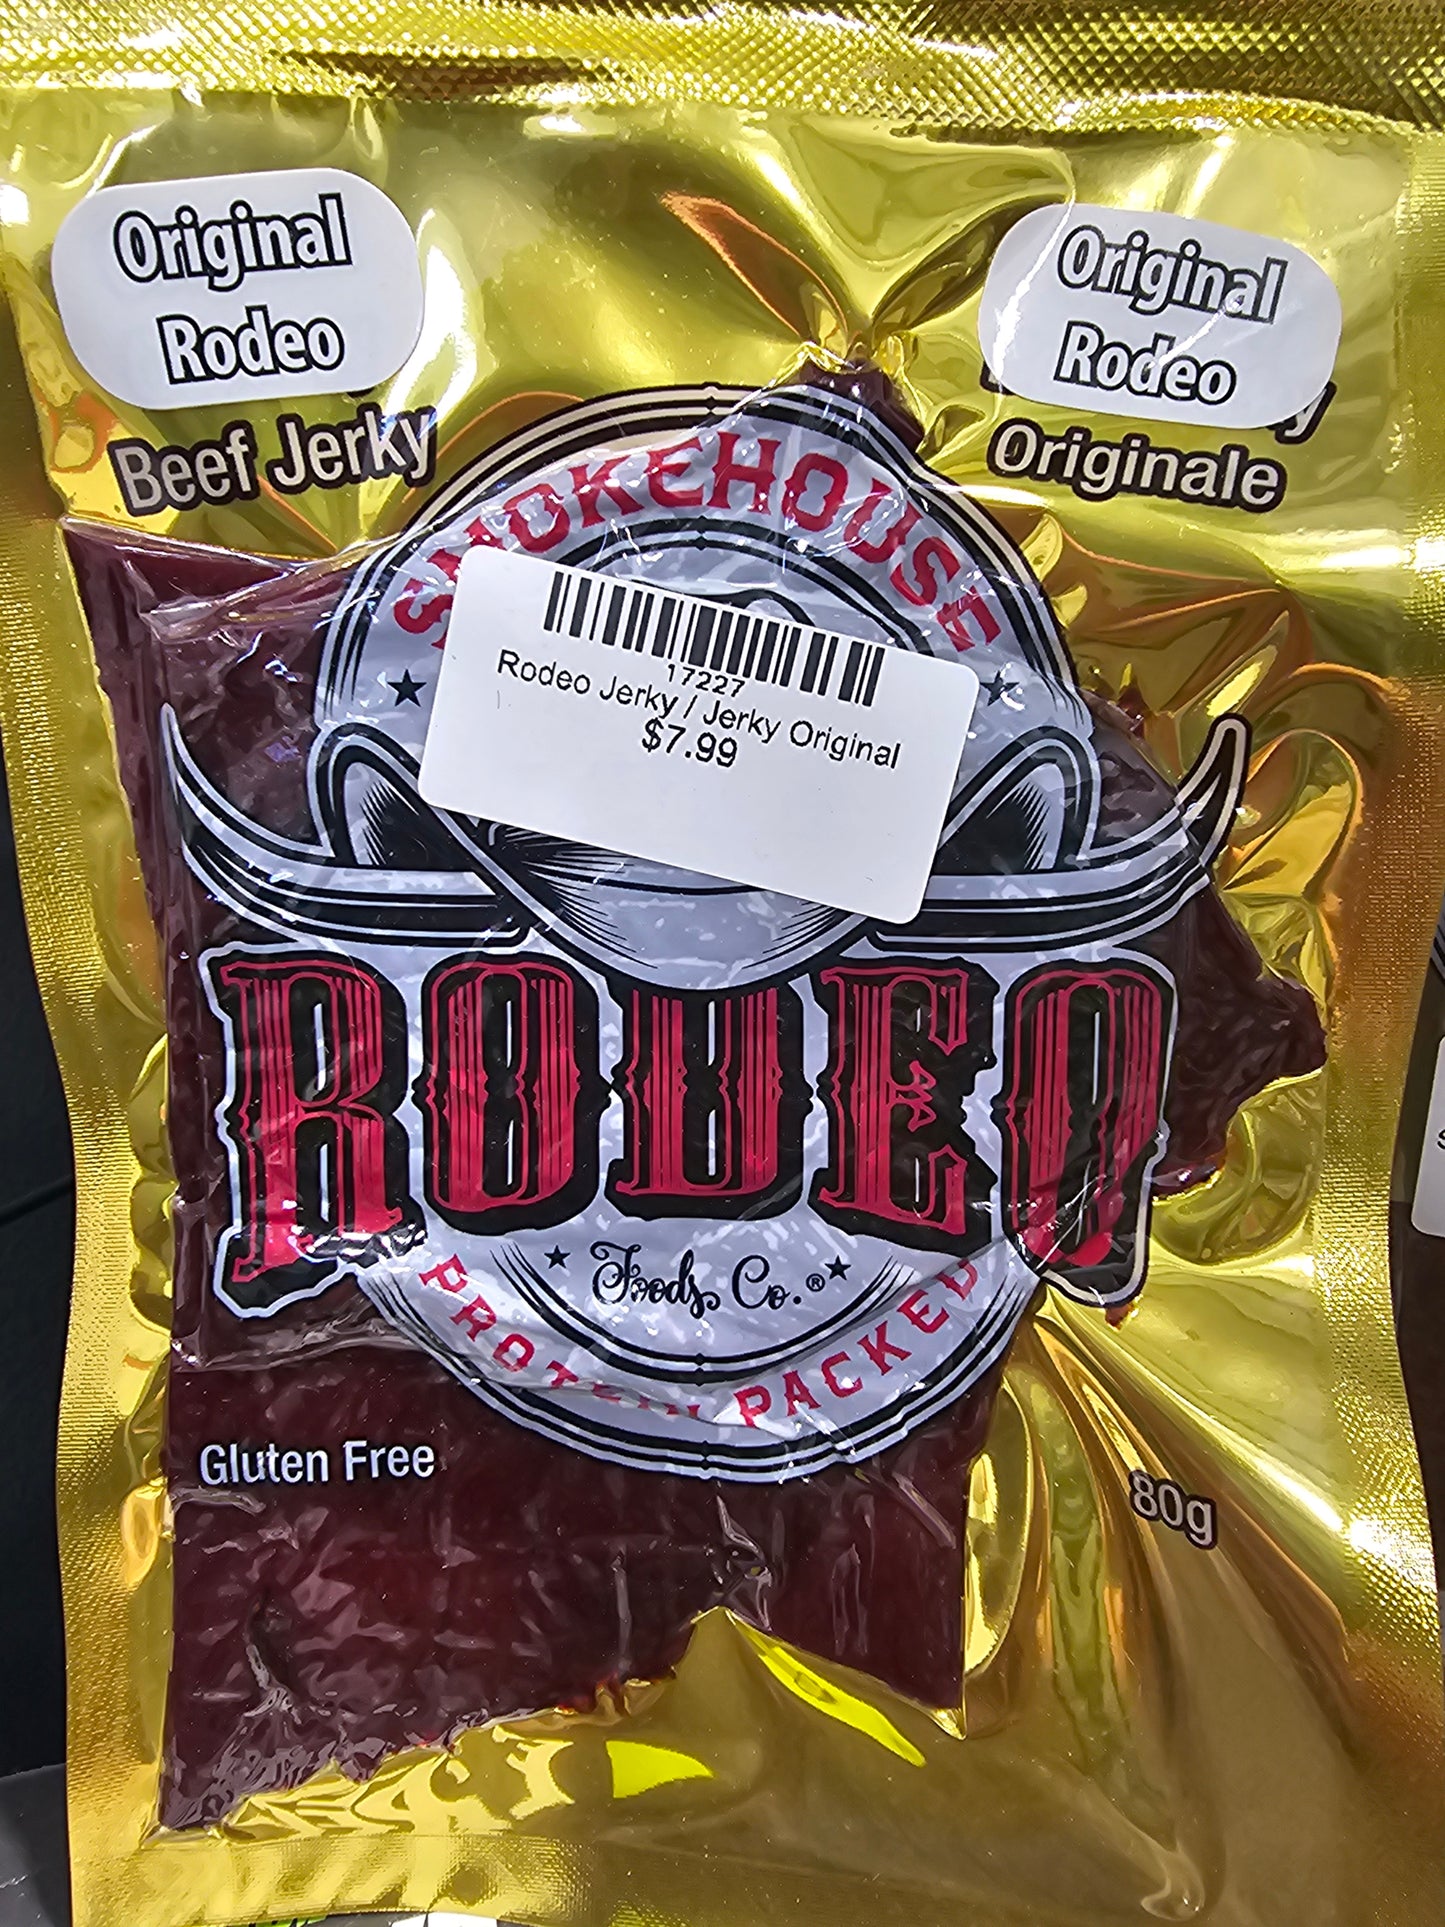 Original
Rodeo
Beef Jerky
Original
Rodeo
Originale
SMOKEHOUSE
17227
Rodeo Jerky / Jerky Original
$7.99
RODEO
Foods Co.®
PROTEIN PACKED
Gluten Free
80g